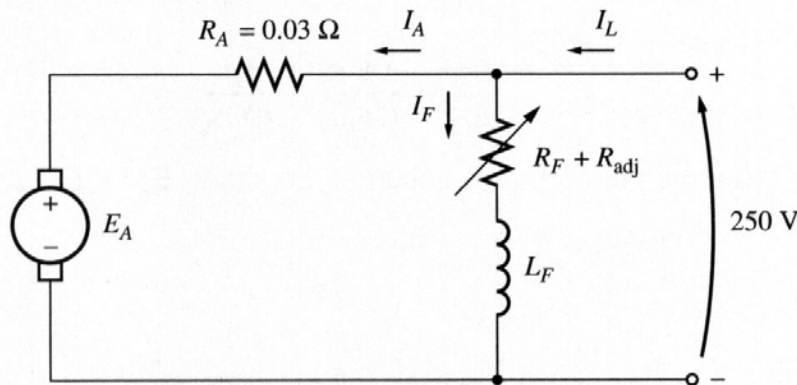 R_A = 0.03 Ω
I_A
I_L
+
I_F
R_F + R_adj
+
E_A
−
250 V
L_F
−